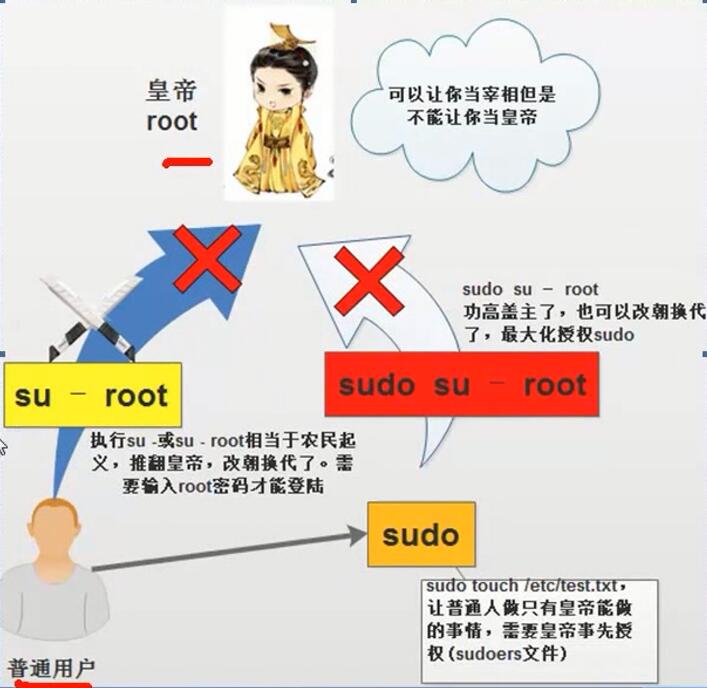 皇帝
root
可以让你当宰相但是
不能让你当皇帝
sudo su - root
功高盖主了，也可以改朝换代
了，最大化授权sudo
su - root
sudo su - root
执行su -或su - root相当于农民起
义，推翻皇帝，改朝换代了。需
要输入root密码才能登陆
sudo
sudo touch /etc/test.txt，
让普通人做只有皇帝能做
的事情，需要皇帝事先授
权(sudoers文件)
普通用户